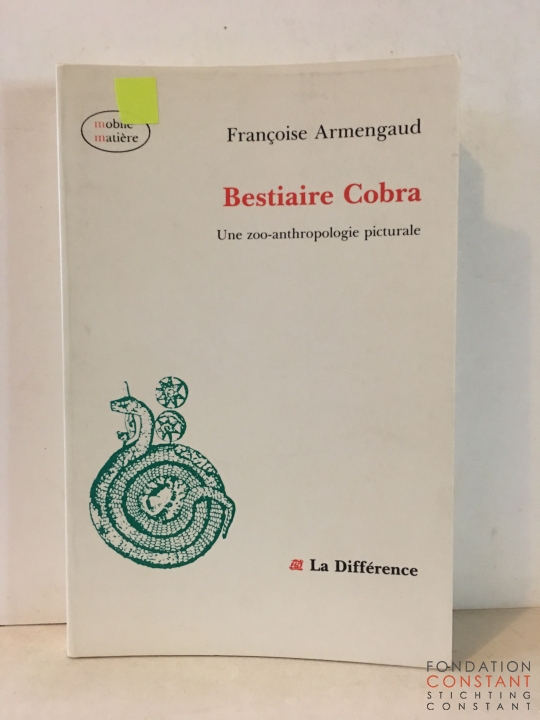 mobile
matière
Françoise Armengaud
Bestiaire Cobra
Une zoo-anthropologie picturale
La Différence
FONDATION
CONSTANT
STICHTING
CONSTANT